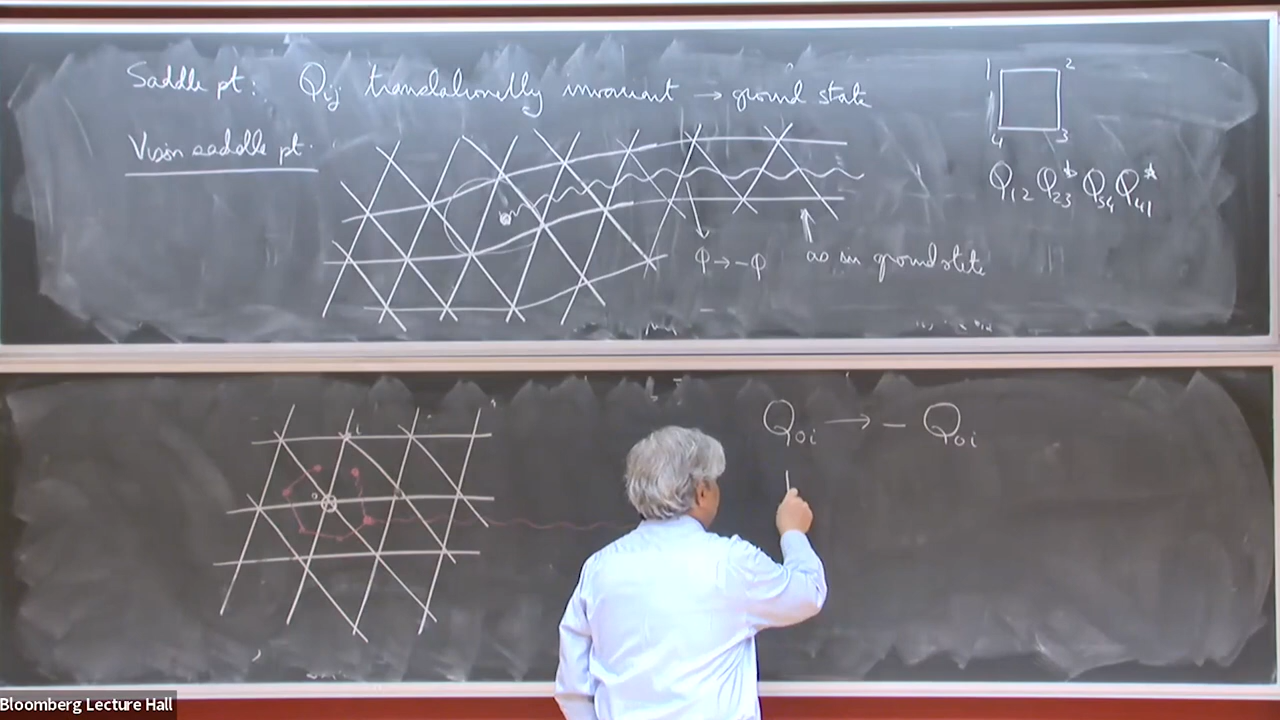 Saddle pt: Qij translationally invariant → ground state
Vison saddle pt.
1 2
4 3
Q12 Q23* Q34 Q41*
Q → -Q
as in ground state
Q0i → - Q0i
0
i
Bloomberg Lecture Hall